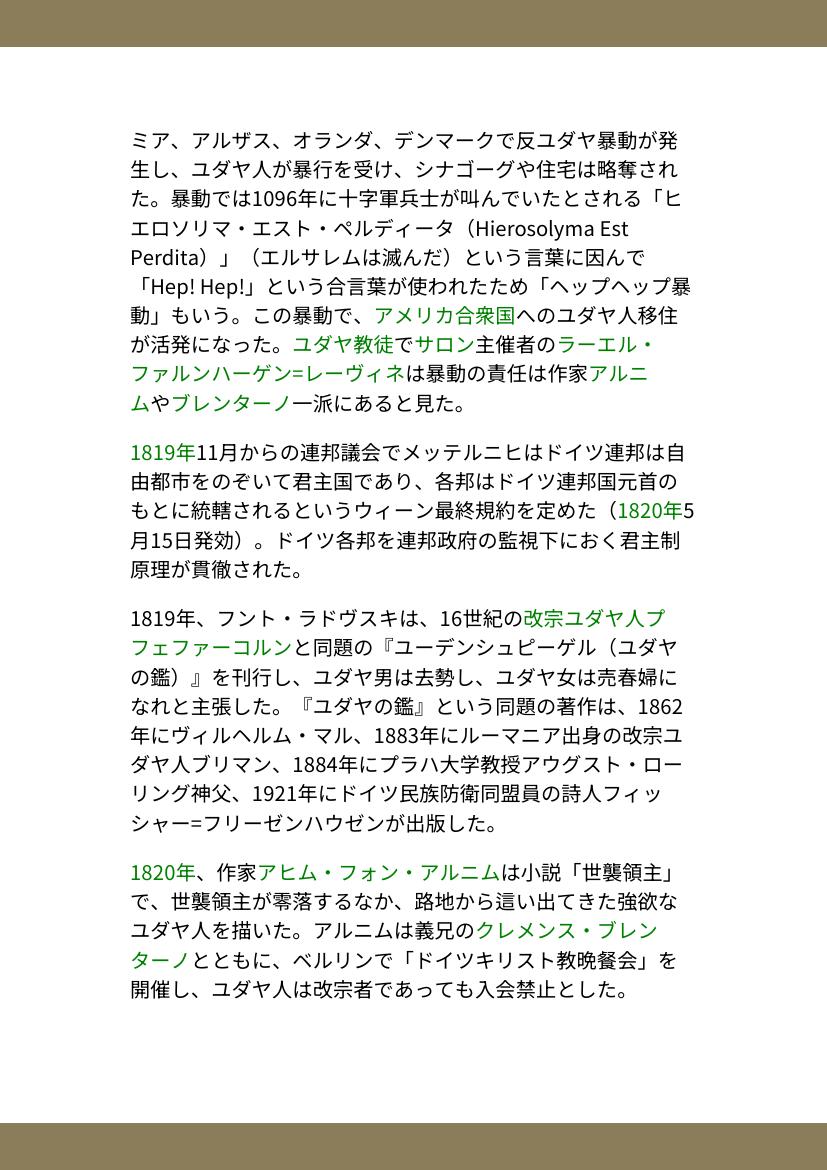 ミア、アルザス、オランダ、デンマークで反ユダヤ暴動が発
生し、ユダヤ人が暴行を受け、シナゴーグや住宅は略奪され
た。暴動では1096年に十字軍兵士が叫んでいたとされる「ヒ
エロソリマ・エスト・ペルディータ（Hierosolyma Est
Perdita）」（エルサレムは滅んだ）という言葉に因んで
「Hep! Hep!」という合言葉が使われたため「ヘップヘップ暴
動」もいう。この暴動で、アメリカ合衆国へのユダヤ人移住
が活発になった。ユダヤ教徒でサロン主催者のラーエル・
ファルンハーゲン=レーヴィネは暴動の責任は作家アルニ
ムやブレンターノ一派にあると見た。
1819年11月からの連邦議会でメッテルニヒはドイツ連邦は自
由都市をのぞいて君主国であり、各邦はドイツ連邦国元首の
もとに統轄されるというウィーン最終規約を定めた（1820年5
月15日発効）。ドイツ各邦を連邦政府の監視下におく君主制
原理が貫徹された。
1819年、フント・ラドヴスキは、16世紀の改宗ユダヤ人プ
フェファーコルンと同題の『ユーデンシュピーゲル（ユダヤ
の鑑）』を刊行し、ユダヤ男は去勢し、ユダヤ女は売春婦に
なれと主張した。『ユダヤの鑑』という同題の著作は、1862
年にヴィルヘルム・マル、1883年にルーマニア出身の改宗ユ
ダヤ人ブリマン、1884年にプラハ大学教授アウグスト・ロー
リング神父、1921年にドイツ民族防衛同盟員の詩人フィッ
シャー=フリーゼンハウゼンが出版した。
1820年、作家アヒム・フォン・アルニムは小説「世襲領主」
で、世襲領主が零落するなか、路地から這い出てきた強欲な
ユダヤ人を描いた。アルニムは義兄のクレメンス・ブレン
ターノとともに、ベルリンで「ドイツキリスト教晩餐会」を
開催し、ユダヤ人は改宗者であっても入会禁止とした。